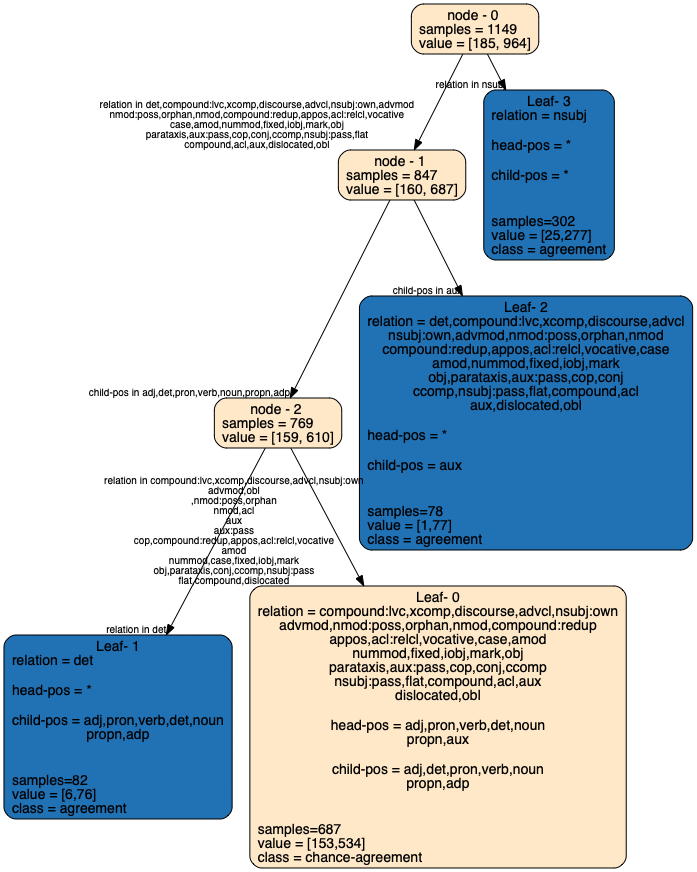 node - 0
samples = 1149
value = [185, 964]
relation in nsubj
relation in det,compound:lvc,xcomp,discourse,advcl,nsubj:own,advmod
nmod:poss,orphan,nmod,compound:redup,appos,acl:relcl,vocative
case,amod,nummod,fixed,iobj,mark,obj
parataxis,aux:pass,cop,conj,ccomp,nsubj:pass,flat
compound,acl,aux,dislocated,obl
Leaf- 3
relation = nsubj
head-pos = *
child-pos = *
samples=302
value = [25,277]
class = agreement
node - 1
samples = 847
value = [160, 687]
child-pos in aux
Leaf- 2
relation = det,compound:lvc,xcomp,discourse,advcl
nsubj:own,advmod,nmod:poss,orphan,nmod
compound:redup,appos,acl:relcl,vocative,case
amod,nummod,fixed,iobj,mark
obj,parataxis,aux:pass,cop,conj
ccomp,nsubj:pass,flat,compound,acl
aux,dislocated,obl
head-pos = *
child-pos = aux
samples=78
value = [1,77]
class = agreement
child-pos in adj,det,pron,verb,noun,propn,adp
node - 2
samples = 769
value = [159, 610]
relation in compound:lvc,xcomp,discourse,advcl,nsubj:own
advmod,obl
,nmod:poss,orphan
nmod,acl
aux
aux:pass
cop,compound:redup,appos,acl:relcl,vocative
amod
nummod,case,fixed,iobj,mark
obj,parataxis,conj,ccomp,nsubj:pass
flat,compound,dislocated
relation in det
Leaf- 1
relation = det
head-pos = *
child-pos = adj,pron,verb,det,noun
propn,adp
samples=82
value = [6,76]
class = agreement
Leaf- 0
relation = compound:lvc,xcomp,discourse,advcl,nsubj:own
advmod,nmod:poss,orphan,nmod,compound:redup
appos,acl:relcl,vocative,case,amod
nummod,fixed,iobj,mark,obj
parataxis,aux:pass,cop,conj,ccomp
nsubj:pass,flat,compound,acl,aux
dislocated,obl
head-pos = adj,pron,verb,det,noun
propn,aux
child-pos = adj,det,pron,verb,noun
propn,adp
samples=687
value = [153,534]
class = chance-agreement